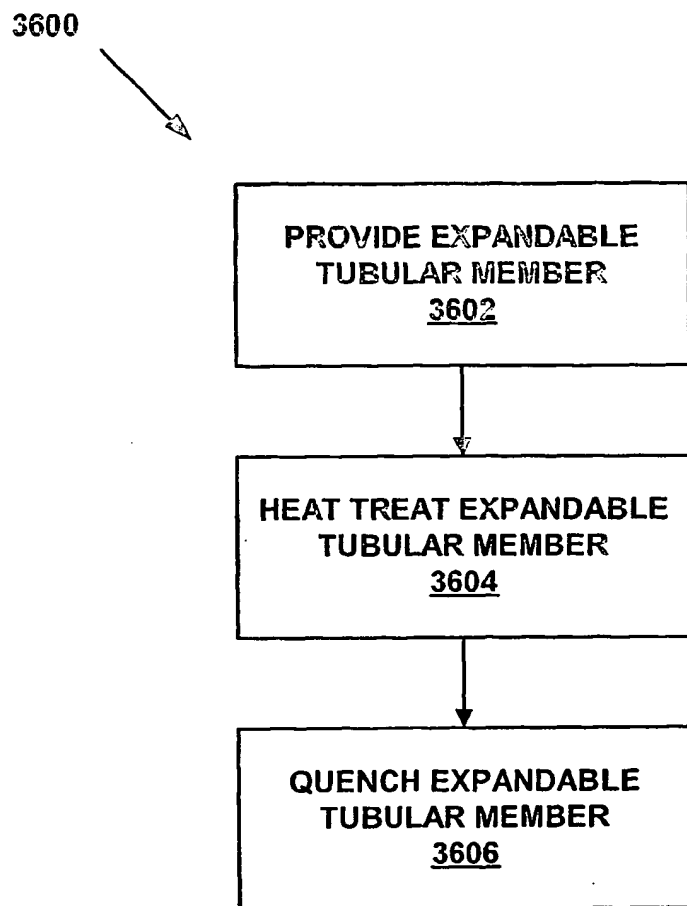 3600
PROVIDE EXPANDABLE
TUBULAR MEMBER
3602
HEAT TREAT EXPANDABLE
TUBULAR MEMBER
3604
QUENCH EXPANDABLE
TUBULAR MEMBER
3606